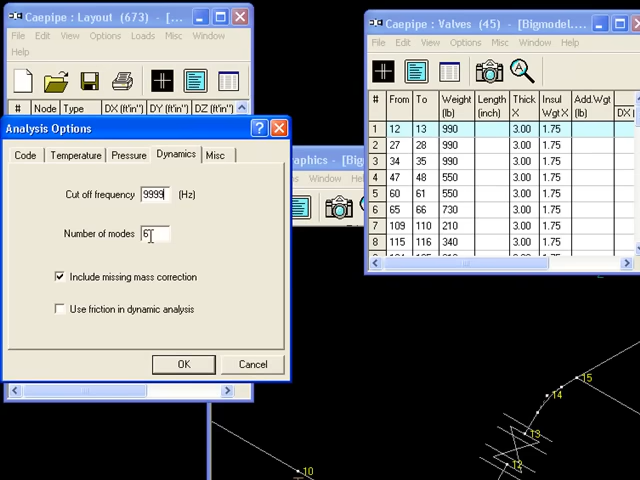 Caepipe : Layout (673) - [...
File Edit View Options Loads Misc Window
Help
# Node Type DX (ft'in") DY (ft'in") DZ (ft'in")
Analysis Options
Code Temperature Pressure Dynamics Misc
Cut off frequency 9999 (Hz)
Number of modes 6
Include missing mass correction
Use friction in dynamic analysis
OK Cancel
raphics - [Big
Window
Caepipe : Valves (45) - [Bigmodel....
File Edit View Options Misc Window Help
# From To Weight (lb) Length (inch) Thick X Insul Wgt X Add.Wgt (lb) DX
1 12 13 990 3.00 1.75
2 27 28 990 3.00 1.75
3 34 35 990 3.00 1.75
4 47 48 550 3.00 1.75
5 60 61 550 3.00 1.75
6 65 66 730 3.00 1.75
7 109 110 210 3.00 1.75
8 115 116 340 3.00 1.75
15
14
13
12
10